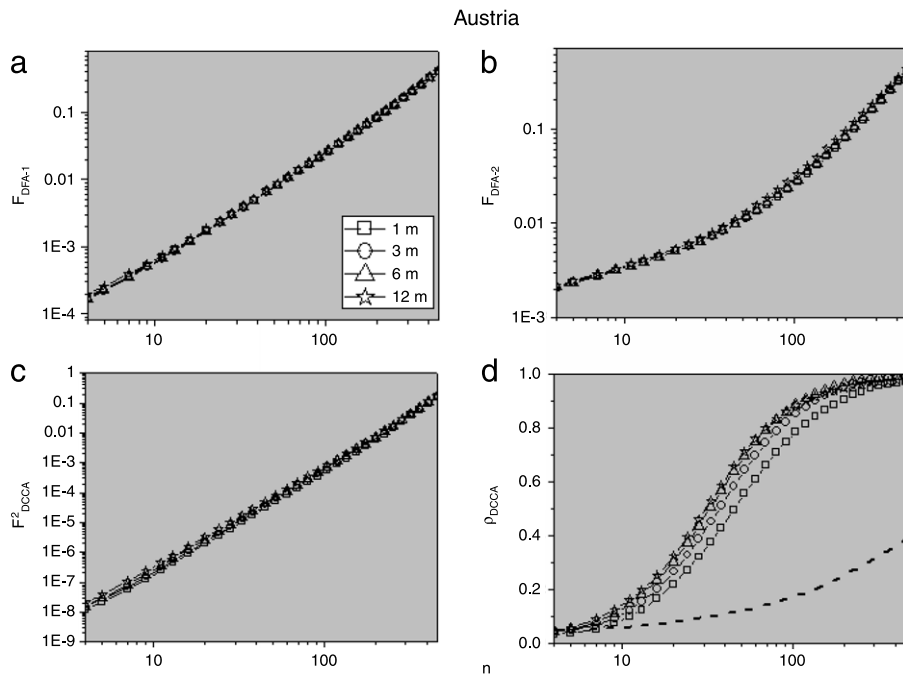 Austria
a
0.1
0.01
1E-3
1E-4
F_DFA-1
10
100
1 m
3 m
6 m
12 m
b
0.1
0.01
1E-3
F_DFA-2
10
100
c
1
0.1
0.01
1E-3
1E-4
1E-5
1E-6
1E-7
1E-8
1E-9
F²_DCCA
10
100
d
1.0
0.8
0.6
0.4
0.2
0.0
ρ_DCCA
n
10
100